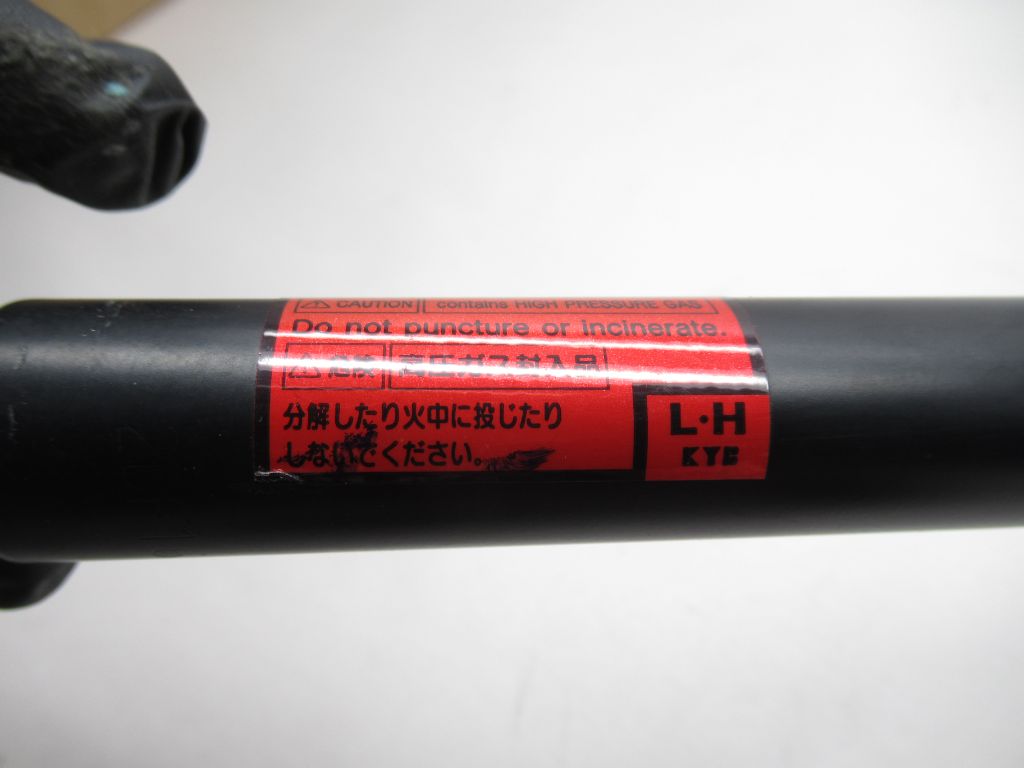 ⚠ CAUTION contains HIGH PRESSURE GAS
Do not puncture or incinerate.
⚠ 危険 高圧ガス封入品
分解したり火中に投じたり
しないでください。
L・H
KYB